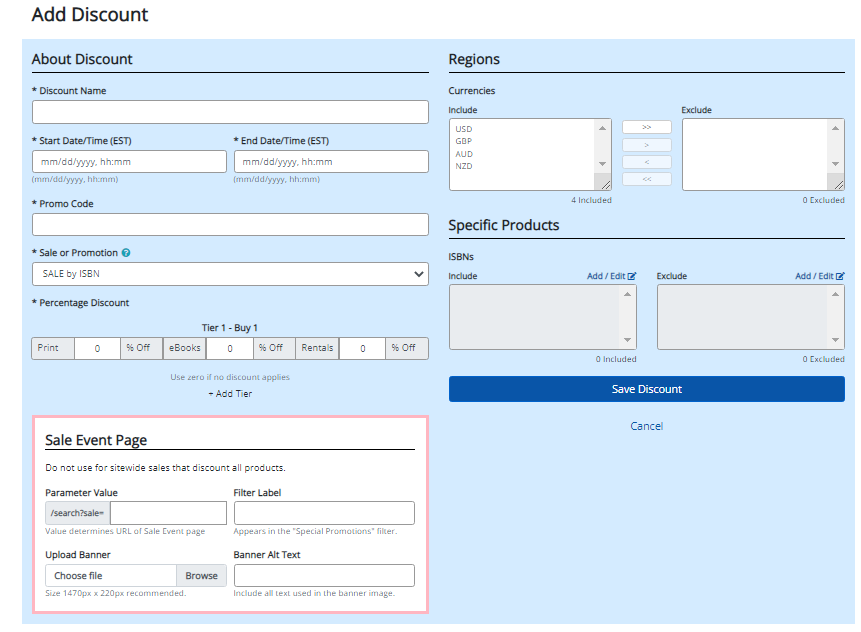 Add Discount
About Discount
* Discount Name
* Start Date/Time (EST) * End Date/Time (EST)
mm/dd/yyyy, hh:mm mm/dd/yyyy, hh:mm
(mm/dd/yyyy, hh:mm) (mm/dd/yyyy, hh:mm)
* Promo Code
* Sale or Promotion ?
SALE by ISBN
* Percentage Discount
Tier 1 - Buy 1
Print 0 % Off eBooks 0 % Off Rentals 0 % Off
Use zero if no discount applies
+ Add Tier
Sale Event Page
Do not use for sitewide sales that discount all products.
Parameter Value Filter Label
/search?sale=
Value determines URL of Sale Event page Appears in the "Special Promotions" filter.
Upload Banner Banner Alt Text
Choose file Browse
Size 1470px x 220px recommended. Include all text used in the banner image.
Regions
Currencies
Include Exclude
USD
GBP
AUD
NZD
>>
>
<
<<
4 Included 0 Excluded
Specific Products
ISBNs
Include Add / Edit Exclude Add / Edit
0 Included 0 Excluded
Save Discount
Cancel